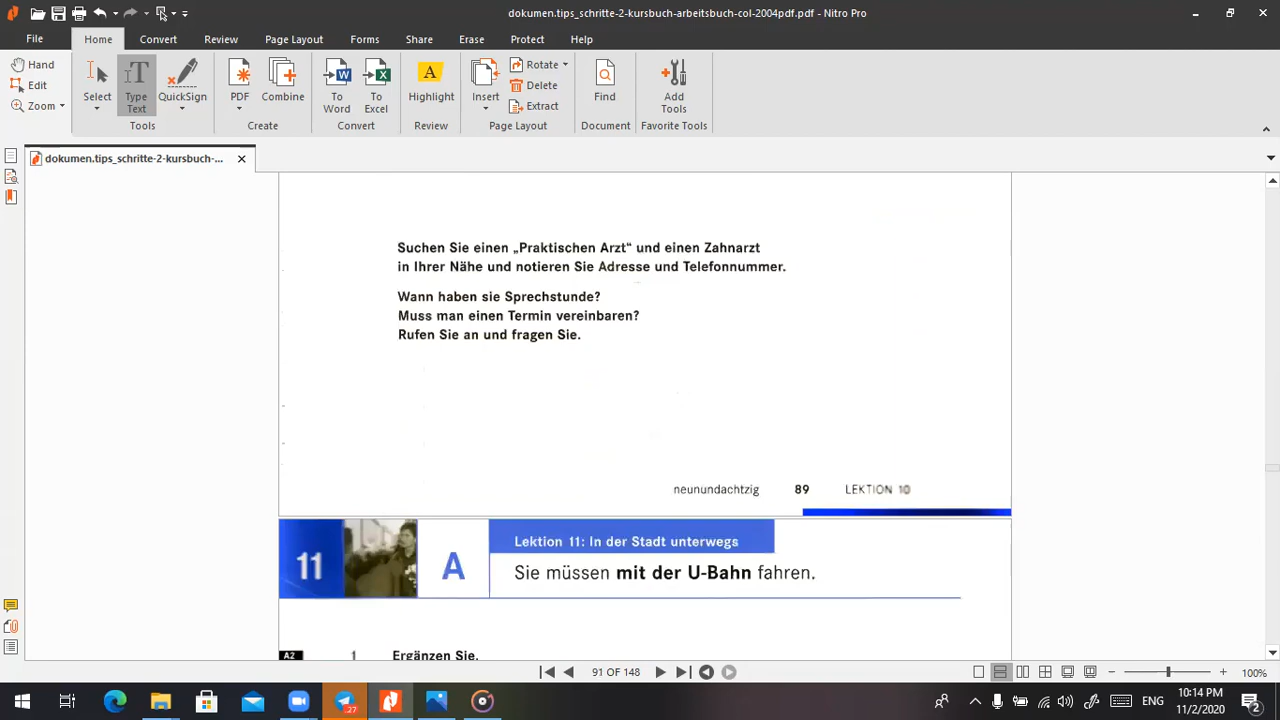 dokumen.tips_schritte-2-kursbuch-arbeitsbuch-col-2004pdf.pdf - Nitro Pro
File Home Convert Review Page Layout Forms Share Erase Protect Help
Hand
Edit
Zoom
Select
Type Text
QuickSign
Tools
PDF
Combine
Create
To Word
To Excel
Convert
Highlight
Review
Insert
Rotate
Delete
Extract
Page Layout
Find
Document
Add Tools
Favorite Tools
dokumen.tips_schritte-2-kursbuch-...
Suchen Sie einen „Praktischen Arzt“ und einen Zahnarzt
in Ihrer Nähe und notieren Sie Adresse und Telefonnummer.
Wann haben sie Sprechstunde?
Muss man einen Termin vereinbaren?
Rufen Sie an und fragen Sie.
neunundachtzig 89 LEKTION 10
11 A Lektion 11: In der Stadt unterwegs
Sie müssen mit der U-Bahn fahren.
A2 1 Ergänzen Sie.
91 OF 148
100%
27
ENG
10:14 PM
11/2/2020
2